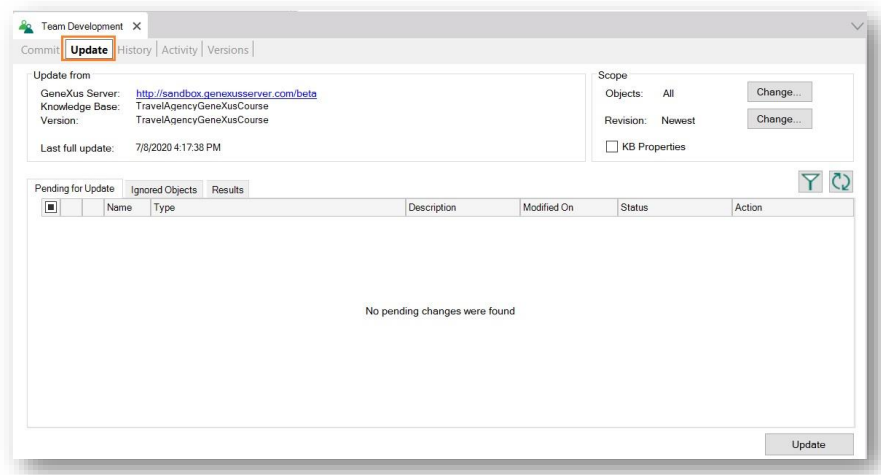 Team Development
Commit Update History Activity Versions
Update from
GeneXus Server: http://sandbox.genexusserver.com/beta
Knowledge Base: TravelAgencyGeneXusCourse
Version: TravelAgencyGeneXusCourse
Last full update: 7/8/2020 4:17:38 PM
Scope
Objects: All Change...
Revision: Newest Change...
KB Properties
Pending for Update Ignored Objects Results
Name Type Description Modified On Status Action
No pending changes were found
Update